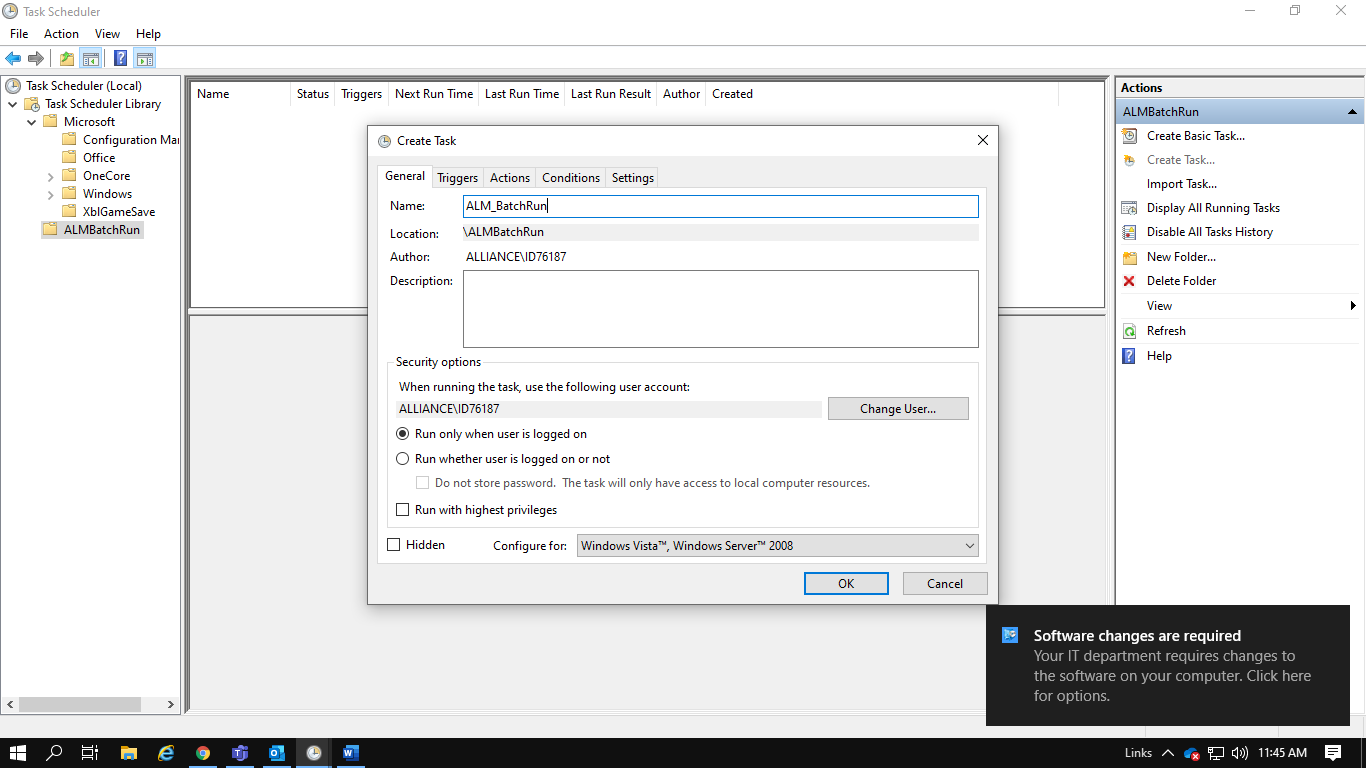 Task Scheduler
File Action View Help
Task Scheduler (Local)
Task Scheduler Library
Microsoft
Configuration Mar
Office
OneCore
Windows
XblGameSave
ALMBatchRun
Name Status Triggers Next Run Time Last Run Time Last Run Result Author Created
Create Task
General Triggers Actions Conditions Settings
Name: ALM_BatchRun
Location: \ALMBatchRun
Author: ALLIANCE\ID76187
Description:
Security options
When running the task, use the following user account:
ALLIANCE\ID76187 Change User...
Run only when user is logged on
Run whether user is logged on or not
Do not store password. The task will only have access to local computer resources.
Run with highest privileges
Hidden Configure for: Windows Vista™, Windows Server™ 2008
OK Cancel
Actions
ALMBatchRun
Create Basic Task...
Create Task...
Import Task...
Display All Running Tasks
Disable All Tasks History
New Folder...
Delete Folder
View
Refresh
Help
Software changes are required
Your IT department requires changes to
the software on your computer. Click here
for options.
Links 11:45 AM